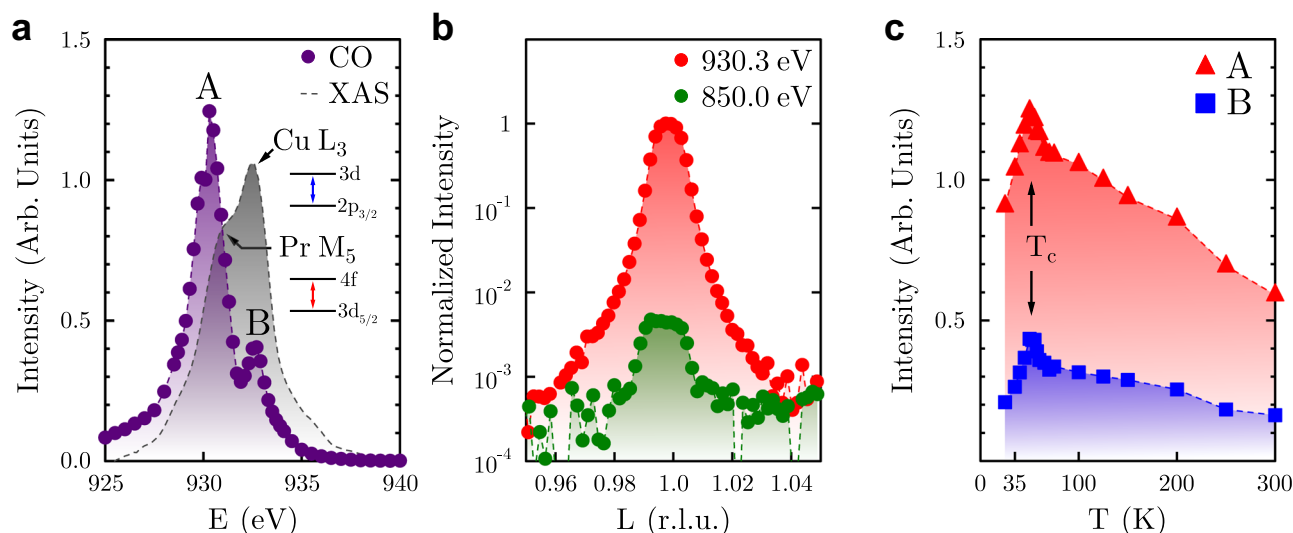 a
1.5
1.0
0.5
0.0
Intensity (Arb. Units)
925
930
935
940
E (eV)
CO
XAS
A
B
Cu L3
3d
2p3/2
Pr M5
4f
3d5/2
b
1
10-1
10-2
10-3
10-4
Normalized Intensity
0.96
0.98
1.0
1.02
1.04
L (r.l.u.)
930.3 eV
850.0 eV
c
1.5
1.0
0.5
0.0
Intensity (Arb. Units)
0
35
100
200
300
T (K)
A
B
Tc